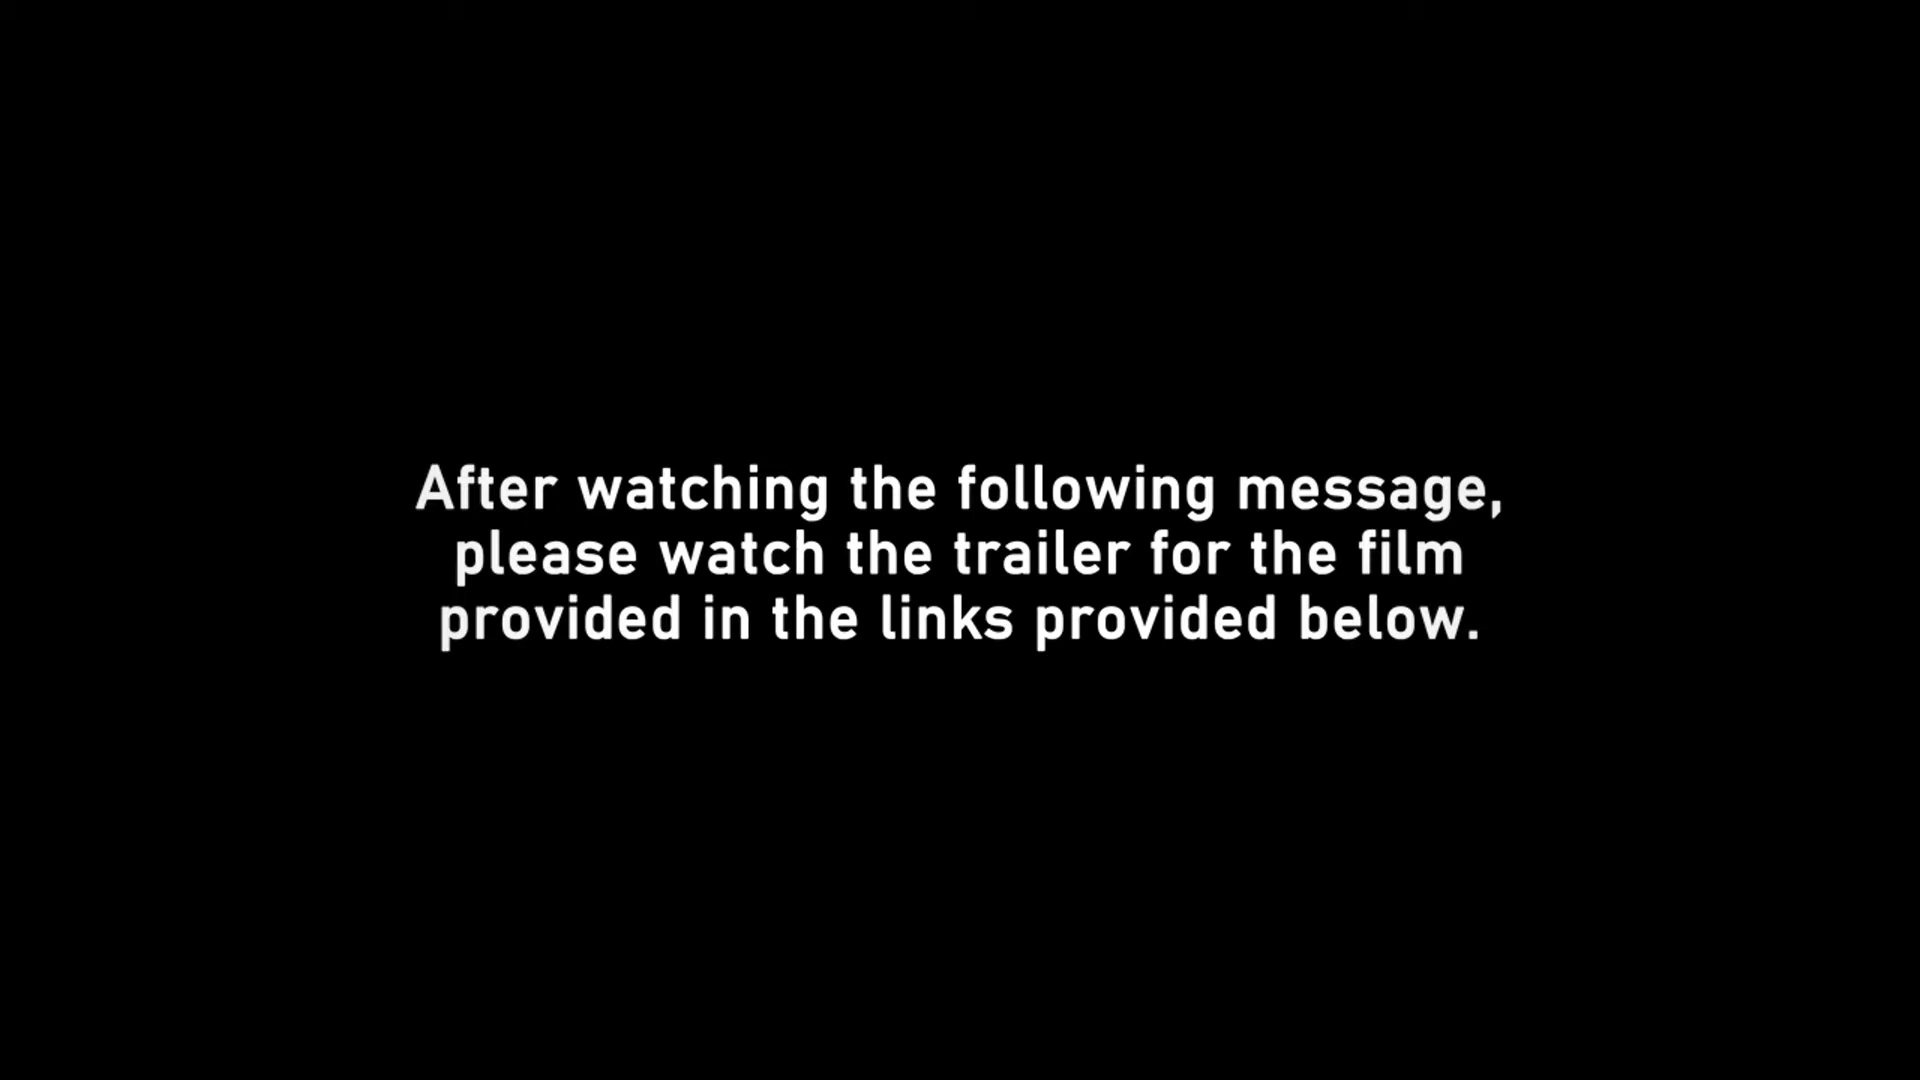 After watching the following message,
please watch the trailer for the film
provided in the links provided below.